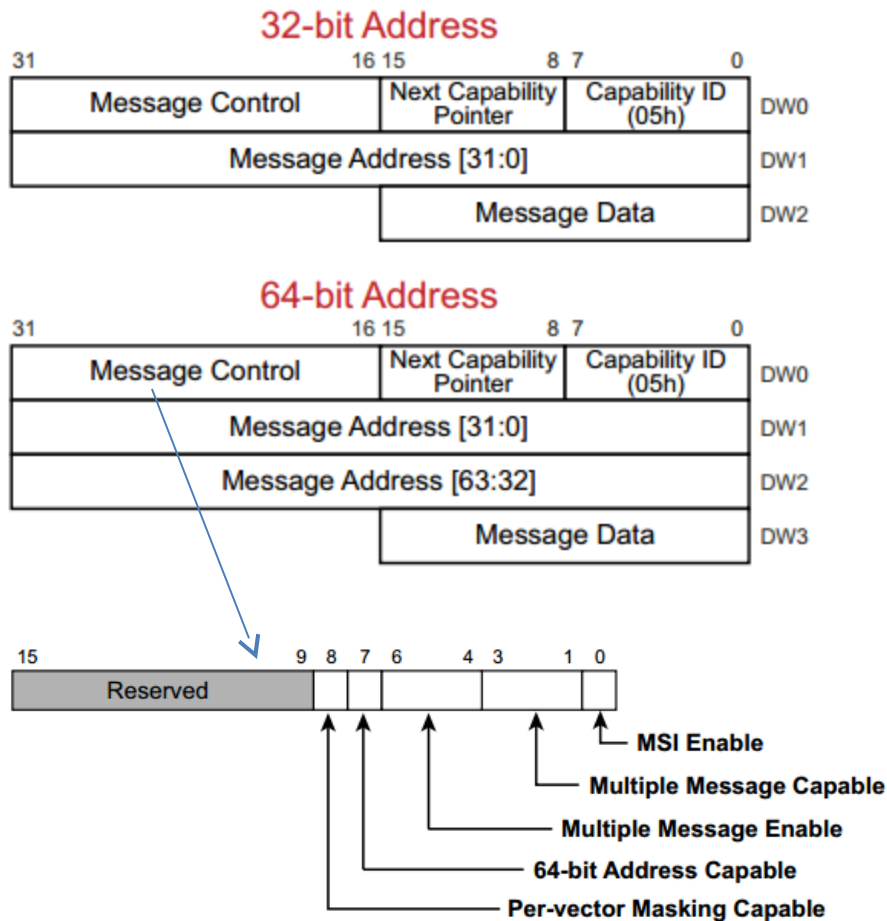 32-bit Address
31 16 15 8 7 0
Message Control Next Capability Pointer Capability ID (05h) DW0
Message Address [31:0] DW1
Message Data DW2
64-bit Address
31 16 15 8 7 0
Message Control Next Capability Pointer Capability ID (05h) DW0
Message Address [31:0] DW1
Message Address [63:32] DW2
Message Data DW3
15 9 8 7 6 4 3 1 0
Reserved
MSI Enable
Multiple Message Capable
Multiple Message Enable
64-bit Address Capable
Per-vector Masking Capable